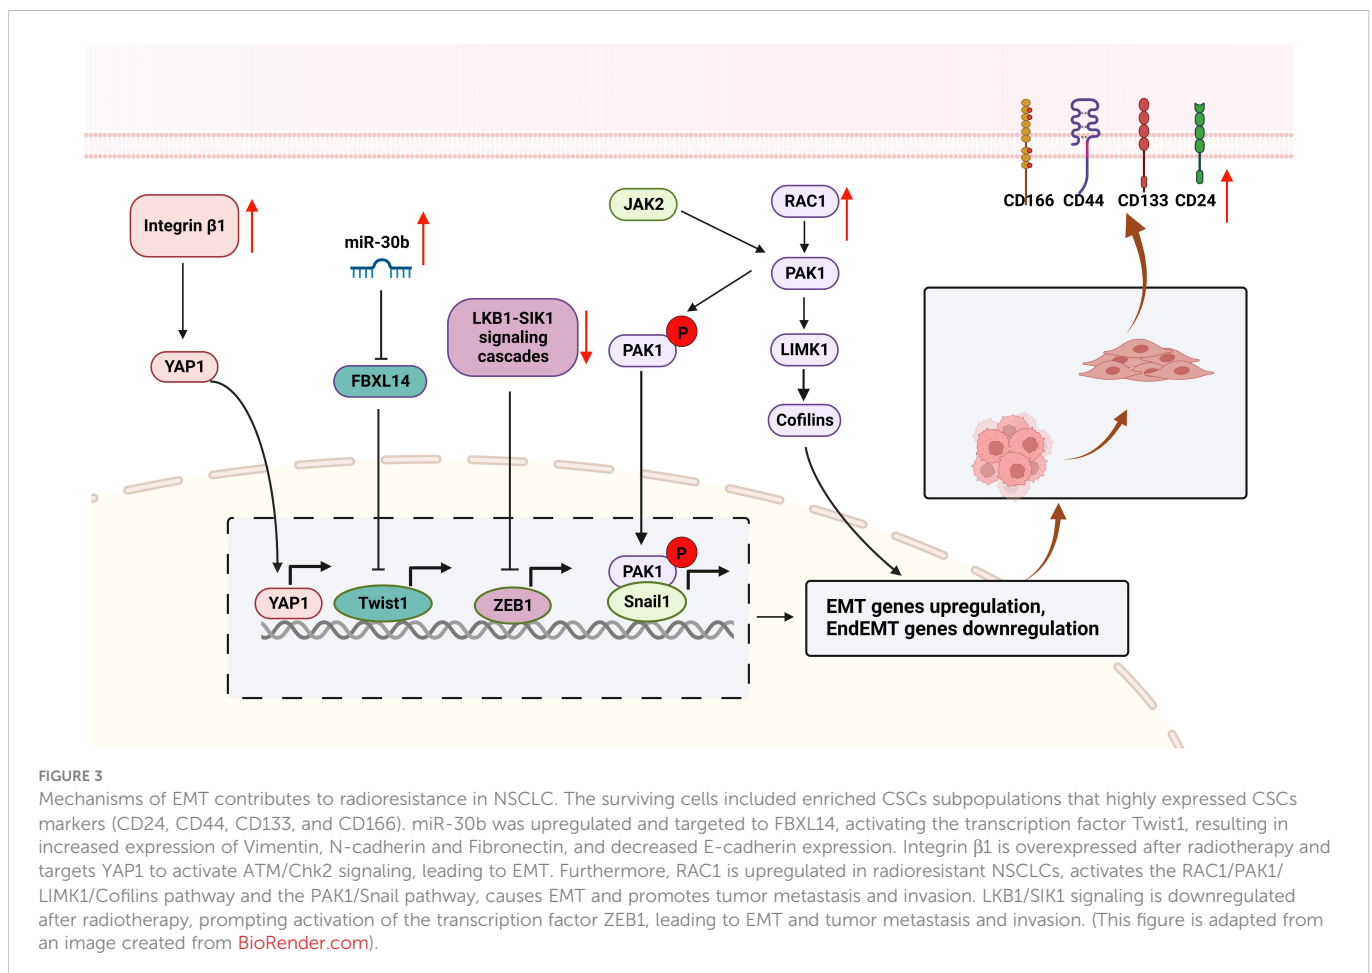 CD166 CD44 CD133 CD24
Integrin β1
miR-30b
JAK2
RAC1
PAK1
LKB1-SIK1
signaling
cascades
P
PAK1
LIMK1
YAP1
FBXL14
Cofilins
P
PAK1
YAP1
Twist1
ZEB1
Snail1
EMT genes upregulation,
EndEMT genes downregulation
FIGURE 3
Mechanisms of EMT contributes to radioresistance in NSCLC. The surviving cells included enriched CSCs subpopulations that highly expressed CSCs
markers (CD24, CD44, CD133, and CD166). miR-30b was upregulated and targeted to FBXL14, activating the transcription factor Twist1, resulting in
increased expression of Vimentin, N-cadherin and Fibronectin, and decreased E-cadherin expression. Integrin β1 is overexpressed after radiotherapy and
targets YAP1 to activate ATM/Chk2 signaling, leading to EMT. Furthermore, RAC1 is upregulated in radioresistant NSCLCs, activates the RAC1/PAK1/
LIMK1/Cofilins pathway and the PAK1/Snail pathway, causes EMT and promotes tumor metastasis and invasion. LKB1/SIK1 signaling is downregulated
after radiotherapy, prompting activation of the transcription factor ZEB1, leading to EMT and tumor metastasis and invasion. (This figure is adapted from
an image created from BioRender.com).